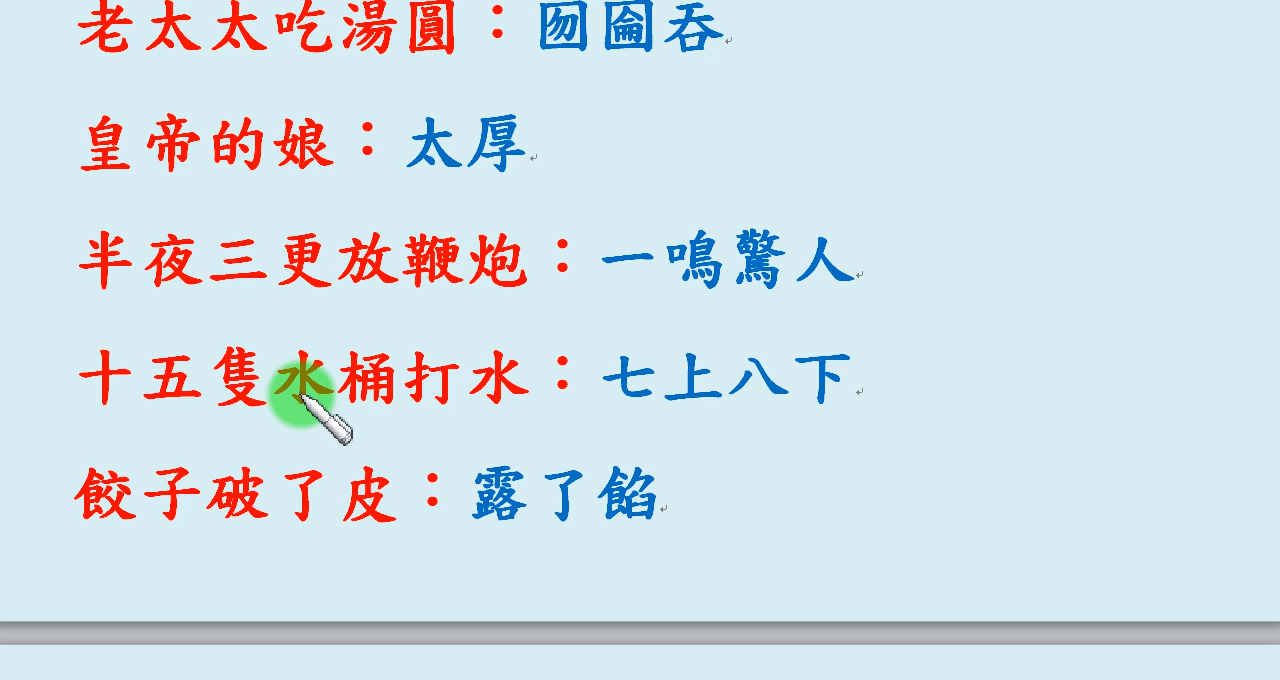 老太太吃湯圓：囫圇吞
皇帝的娘：太厚
半夜三更放鞭炮：一鳴驚人
十五隻水桶打水：七上八下
餃子破了皮：露了餡